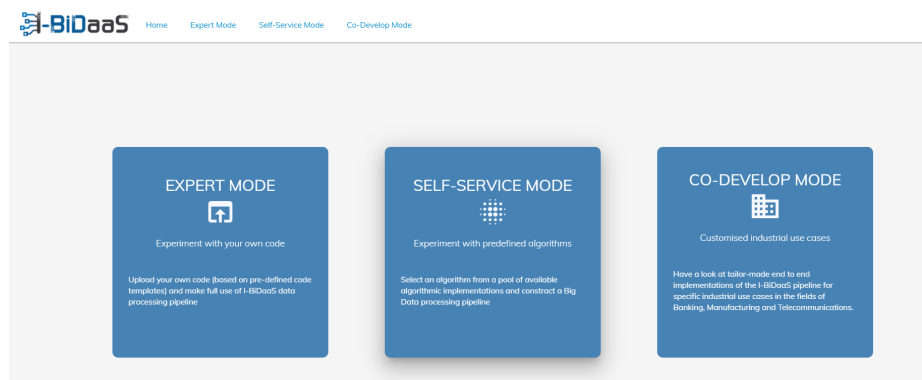 I-BiDaaS Home Expert Mode Self-Service Mode Co-Develop Mode
EXPERT MODE
Experiment with your own code
Upload your own code (based on pre-defined code
templates) and make full use of I-BiDaaS data
processing pipeline
SELF-SERVICE MODE
Experiment with predefined algorithms
Select an algorithm from a pool of available
algorithmic implementations and construct a Big
Data processing pipeline
CO-DEVELOP MODE
Customised industrial use cases
Have a look at tailor-made end to end
implementations of the I-BiDaaS pipeline for
specific industrial use cases in the fields of
Banking, Manufacturing and Telecommunications.